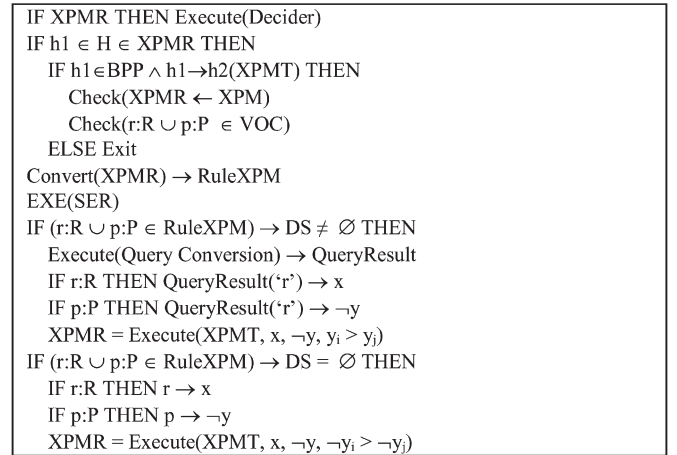 IF XPMR THEN Execute(Decider)
IF h1 ∈ H ∈ XPMR THEN
IF h1∈BPP ∧ h1→h2(XPMT) THEN
Check(XPMR ← XPM)
Check(r:R ∪ p:P ∈ VOC)
ELSE Exit
Convert(XPMR) → RuleXPM
EXE(SER)
IF (r:R ∪ p:P ∈ RuleXPM) → DS ≠ ∅ THEN
Execute(Query Conversion) → QueryResult
IF r:R THEN QueryResult(‘r’) → x
IF p:P THEN QueryResult(‘r’) → ¬y
XPMR = Execute(XPMT, x, ¬y, yᵢ > yⱼ)
IF (r:R ∪ p:P ∈ RuleXPM) → DS = ∅ THEN
IF r:R THEN r → x
IF p:P THEN p → ¬y
XPMR = Execute(XPMT, x, ¬y, ¬yᵢ > ¬yⱼ)